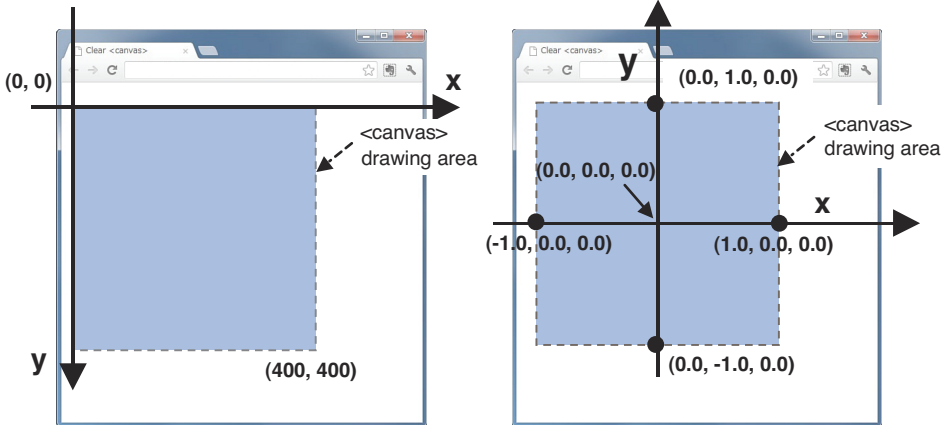 Clear <canvas>
(0, 0)
x
<canvas>
drawing area
y
(400, 400)
Clear <canvas>
y
(0.0, 1.0, 0.0)
<canvas>
drawing area
(0.0, 0.0, 0.0)
x
(-1.0, 0.0, 0.0)
(1.0, 0.0, 0.0)
(0.0, -1.0, 0.0)